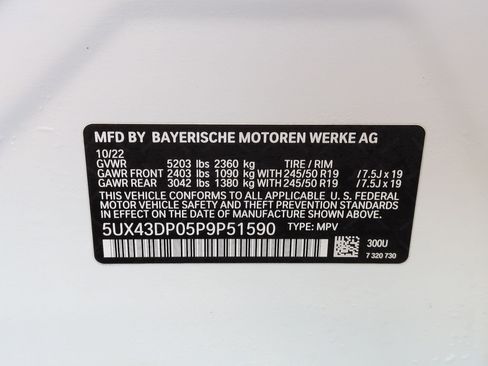 MFD BY BAYERISCHE MOTOREN WERKE AG
10/22
GVWR 5203 lbs 2360 kg TIRE / RIM
GAWR FRONT 2403 lbs 1090 kg WITH 245/50 R19 / 7.5J x 19
GAWR REAR 3042 lbs 1380 kg WITH 245/50 R19 / 7.5J x 19
THIS VEHICLE CONFORMS TO ALL APPLICABLE U. S. FEDERAL
MOTOR VEHICLE SAFETY AND THEFT PREVENTION STANDARDS
IN EFFECT ON THE DATE OF MANUFACTURE SHOWN ABOVE.
5UX43DP05P9P51590 TYPE: MPV
300U
7 320 730